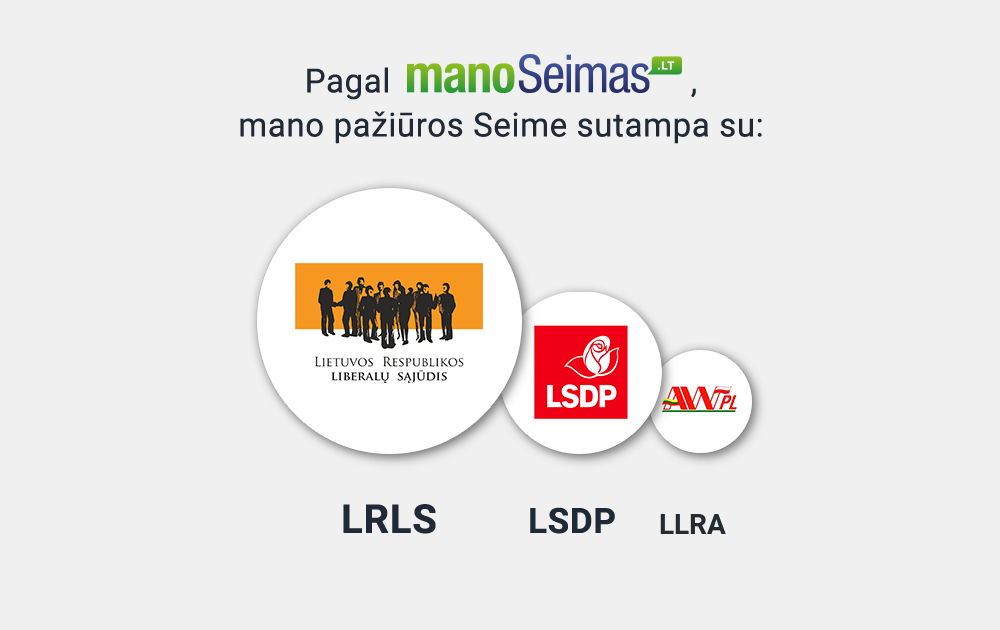 Pagal manoSeimas.LT ,
mano pažiūros Seime sutampa su:
LIETUVOS RESPUBLIKOS
LIBERALŲ SĄJŪDIS
LSDP
AWPL
LRLS LSDP LLRA